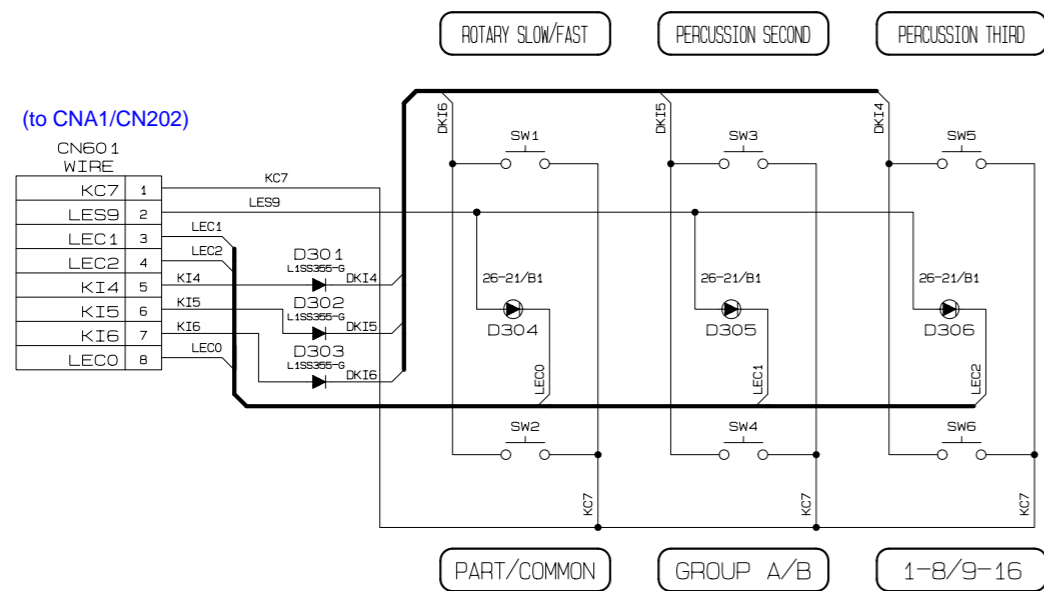 ROTARY SLOW/FAST
PERCUSSION SECOND
PERCUSSION THIRD
(to CNA1/CN202)
CN601
WIRE
KC7 1
LES9 2
LEC1 3
LEC2 4
KI4 5
KI5 6
KI6 7
LEC0 8
KC7
LES9
LEC1
LEC2
KI4
KI5
KI6
LEC0
D301
L1SS355-G
DKI4
D302
L1SS355-G
DKI5
D303
L1SS355-G
DKI6
DKI6
DKI5
DKI4
SW1
SW3
SW5
26-21/B1
26-21/B1
26-21/B1
D304
D305
D306
LEC0
LEC1
LEC2
SW2
SW4
SW6
KC7
KC7
KC7
PART/COMMON
GROUP A/B
1-8/9-16